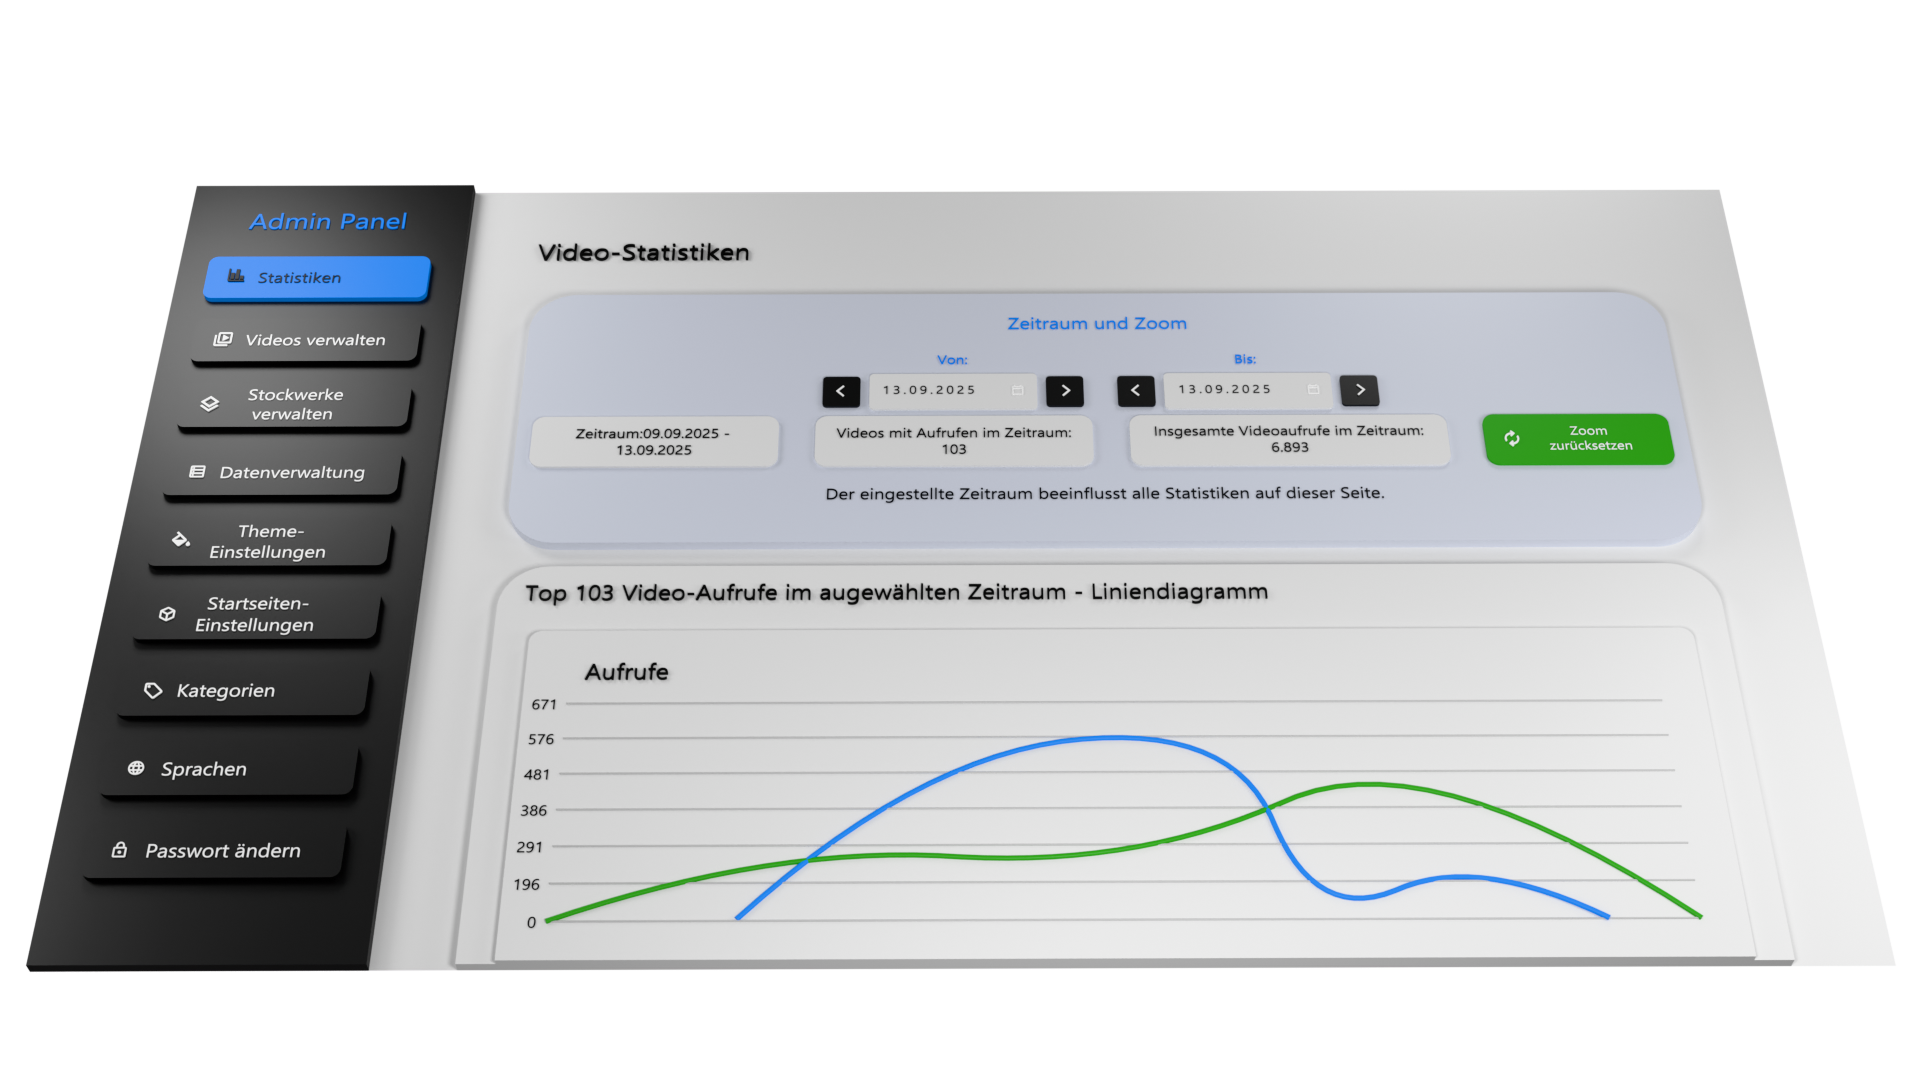 Admin Panel
Statistiken
Videos verwalten
Stockwerke
verwalten
Datenverwaltung
Theme-
Einstellungen
Startseiten-
Einstellungen
Kategorien
Sprachen
Passwort ändern
Video-Statistiken
Zeitraum und Zoom
Von:
Bis:
13.09.2025
13.09.2025
Zeitraum:09.09.2025 -
13.09.2025
Videos mit Aufrufen im Zeitraum:
103
Insgesamte Videoaufrufe im Zeitraum:
6.893
Zoom
zurücksetzen
Der eingestellte Zeitraum beeinflusst alle Statistiken auf dieser Seite.
Top 103 Video-Aufrufe im augewählten Zeitraum - Liniendiagramm
Aufrufe
671
576
481
386
291
196
0